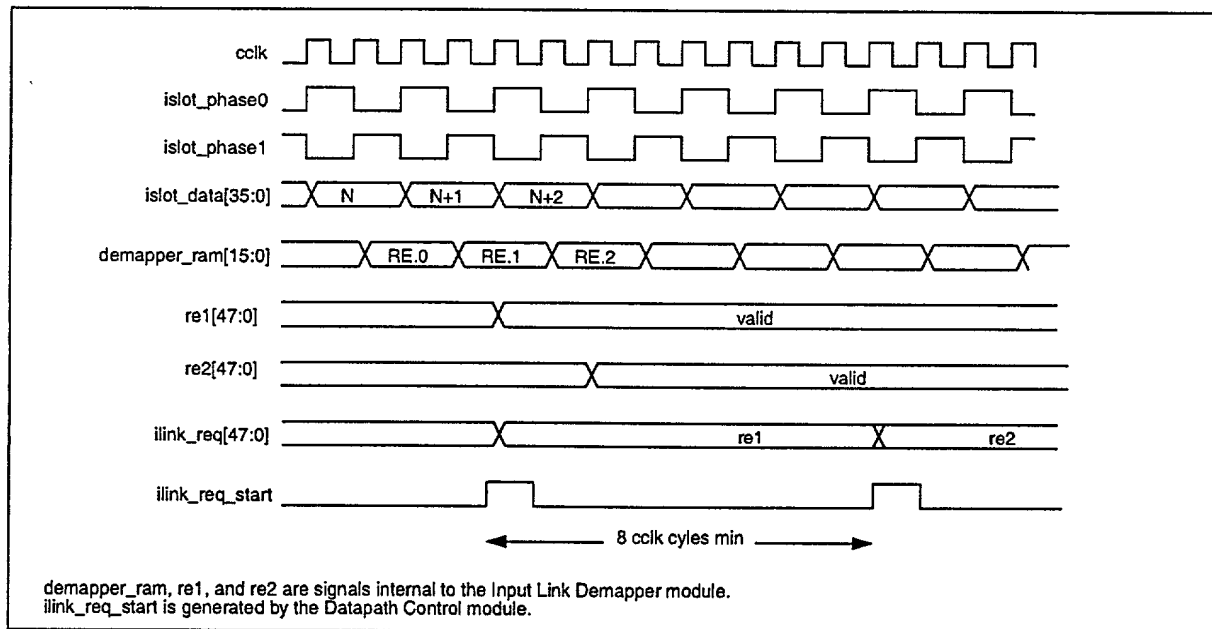 cclk
islot_phase0
islot_phase1
islot_data[35:0] N N+1 N+2
demapper_ram[15:0] RE.0 RE.1 RE.2
re1[47:0] valid
re2[47:0] valid
ilink_req[47:0] re1 re2
ilink_req_start
8 cclk cyles min
demapper_ram, re1, and re2 are signals internal to the Input Link Demapper module.
ilink_req_start is generated by the Datapath Control module.